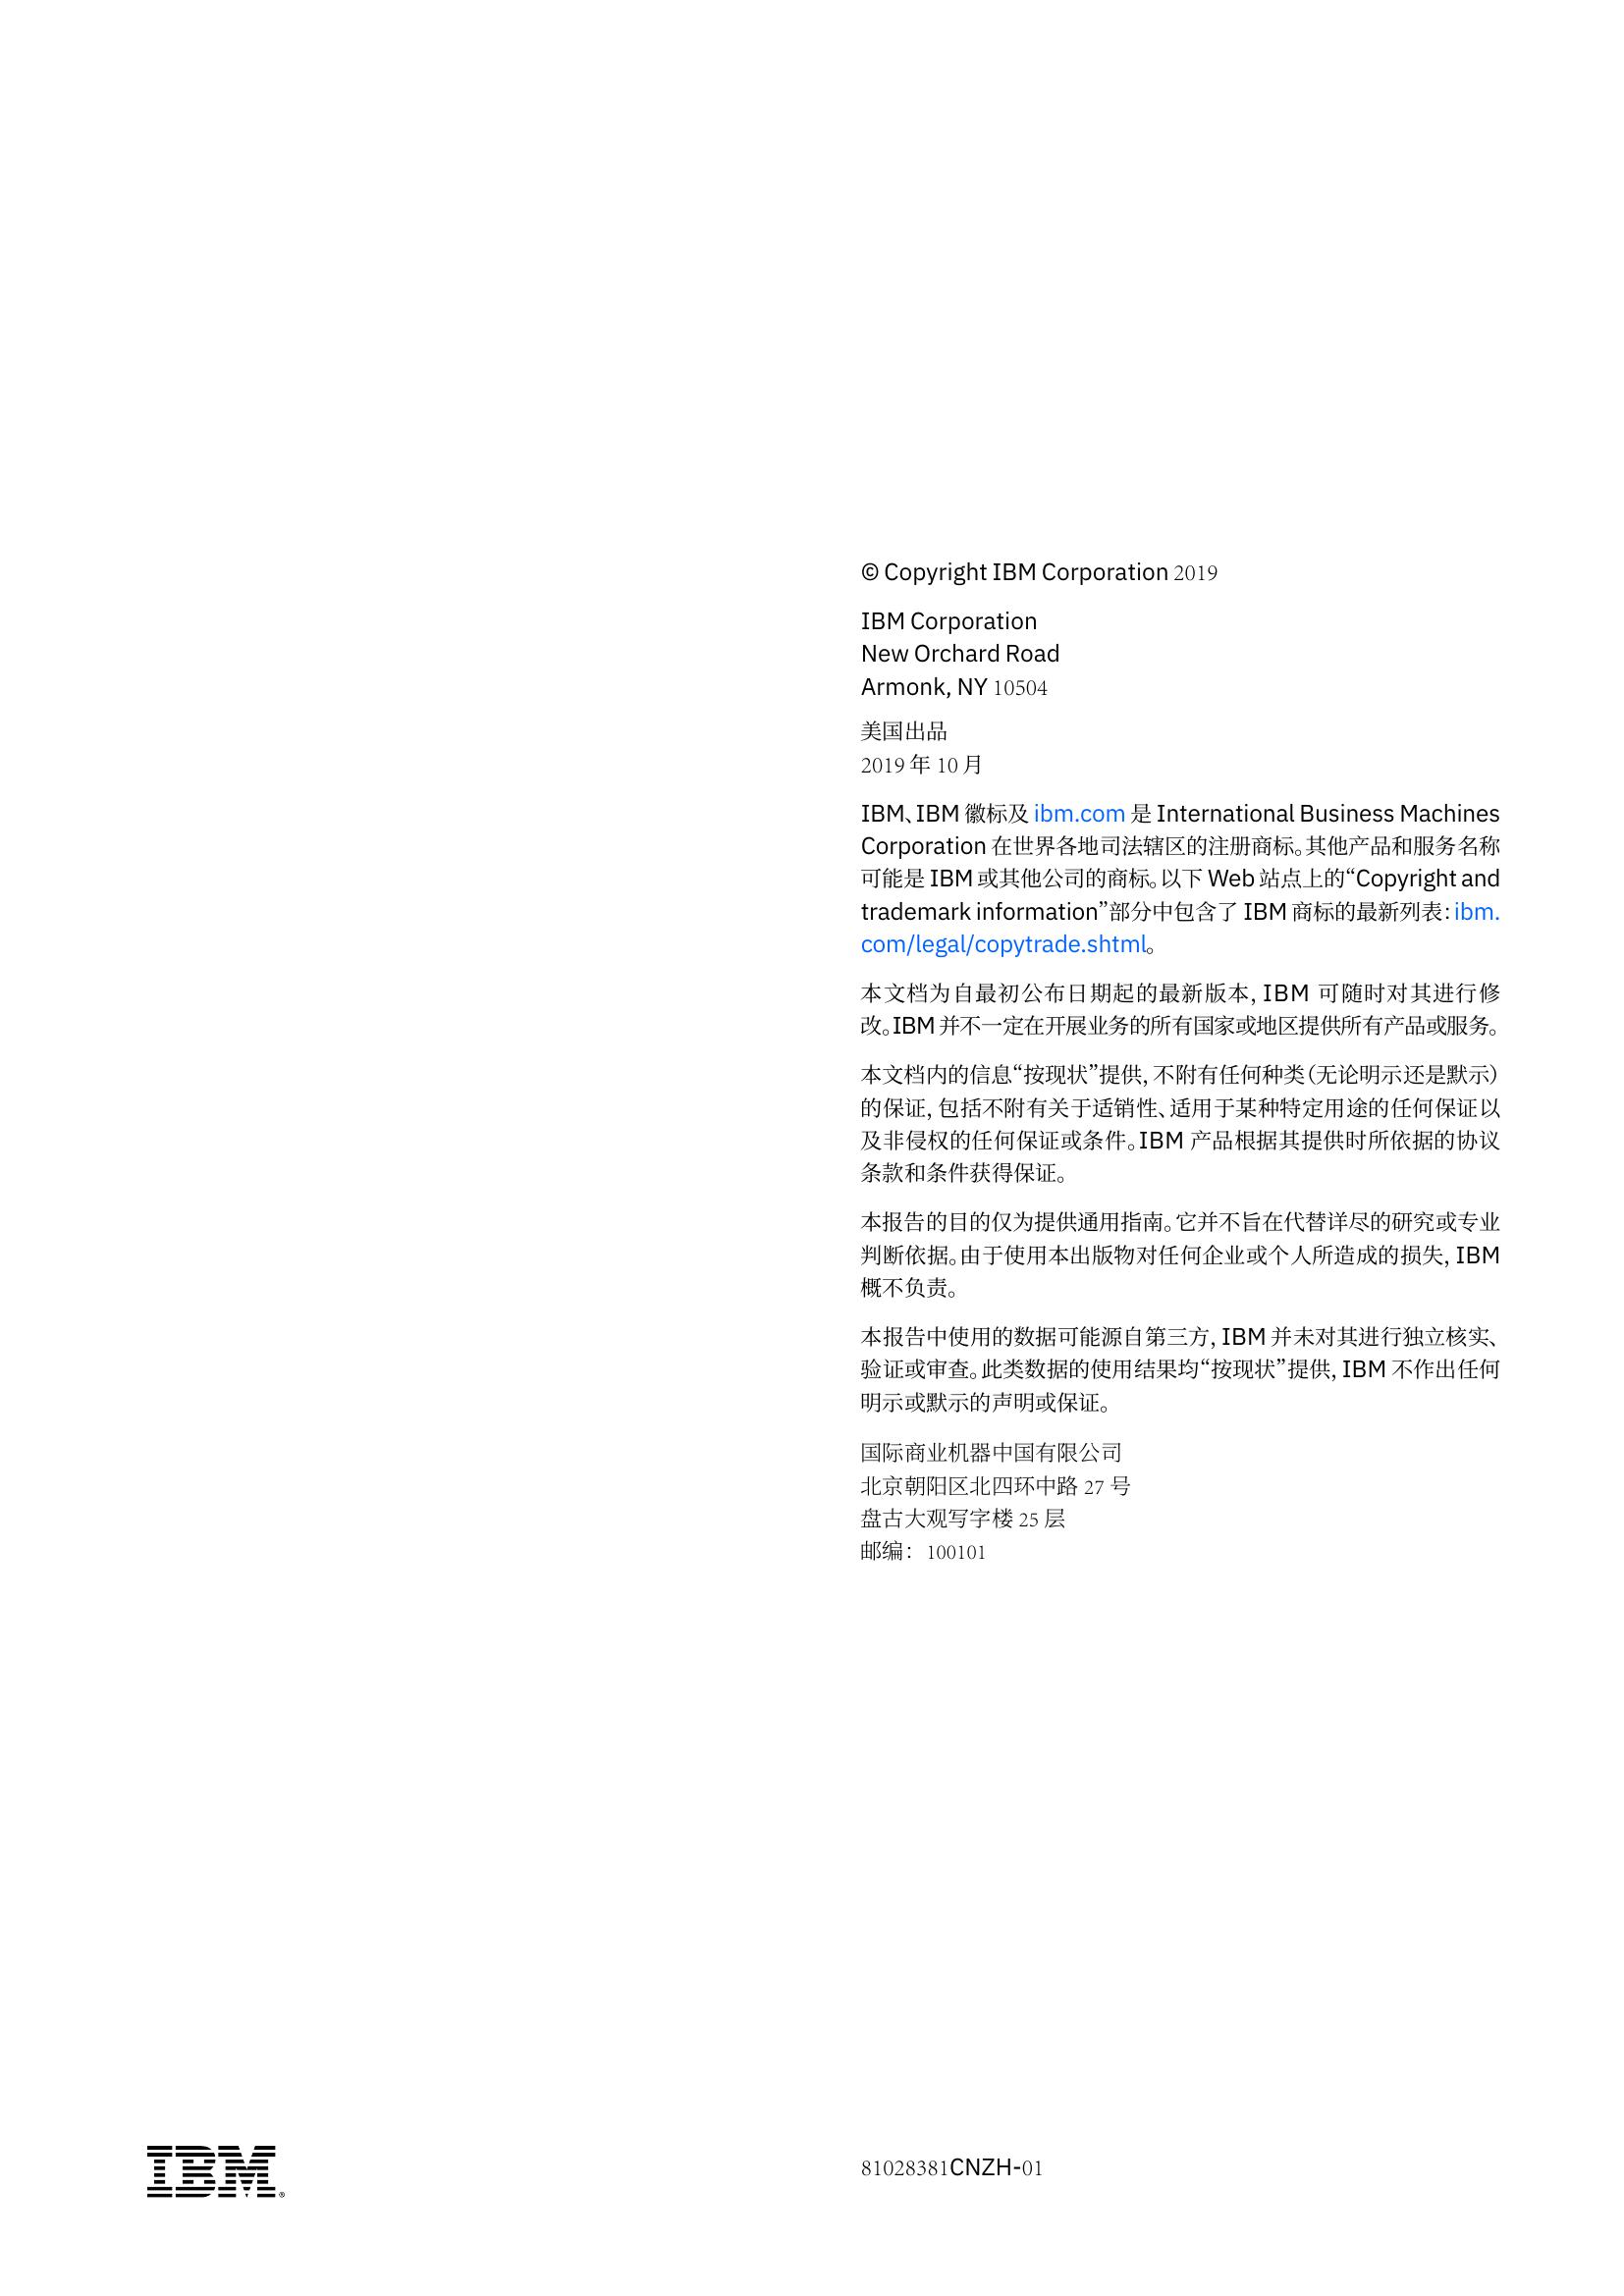 © Copyright IBM Corporation 2019
IBM Corporation
New Orchard Road
Armonk, NY 10504
美国出品
2019 年 10 月
IBM、IBM 徽标及 ibm.com 是 International Business Machines
Corporation 在世界各地司法辖区的注册商标。其他产品和服务名称
可能是 IBM 或其他公司的商标。以下 Web 站点上的“Copyright and
trademark information”部分中包含了 IBM 商标的最新列表：ibm.
com/legal/copytrade.shtml。
本文档为自最初公布日期起的最新版本，IBM 可随时对其进行修
改。IBM 并不一定在开展业务的所有国家或地区提供所有产品或服务。
本文档内的信息“按现状”提供，不附有任何种类（无论明示还是默示）
的保证，包括不附有关于适销性、适用于某种特定用途的任何保证以
及非侵权的任何保证或条件。IBM 产品根据其提供时所依据的协议
条款和条件获得保证。
本报告的目的仅为提供通用指南。它并不旨在代替详尽的研究或专业
判断依据。由于使用本出版物对任何企业或个人所造成的损失，IBM
概不负责。
本报告中使用的数据可能源自第三方，IBM 并未对其进行独立核实、
验证或审查。此类数据的使用结果均“按现状”提供，IBM 不作出任何
明示或默示的声明或保证。
国际商业机器中国有限公司
北京朝阳区北四环中路 27 号
盘古大观写字楼 25 层
邮编：100101
IBM®
81028381CNZH-01